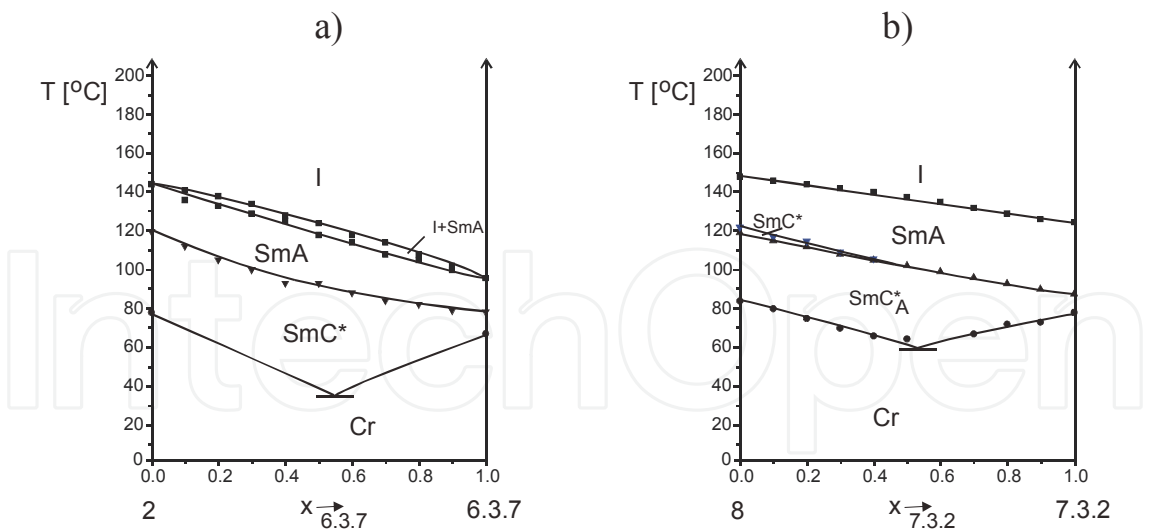 a)
200
T [°C]
180
160
140
120
100
80
60
40
20
0
I
I+SmA
SmA
SmC*
Cr
0.0 0.2 0.4 0.6 0.8 1.0
2 x→6.3.7 6.3.7
b)
200
T [°C]
180
160
140
120
100
80
60
40
20
0
I
SmC*
SmA
SmC*A
Cr
0.0 0.2 0.4 0.6 0.8 1.0
8 x→7.3.2 7.3.2
IntechOpen